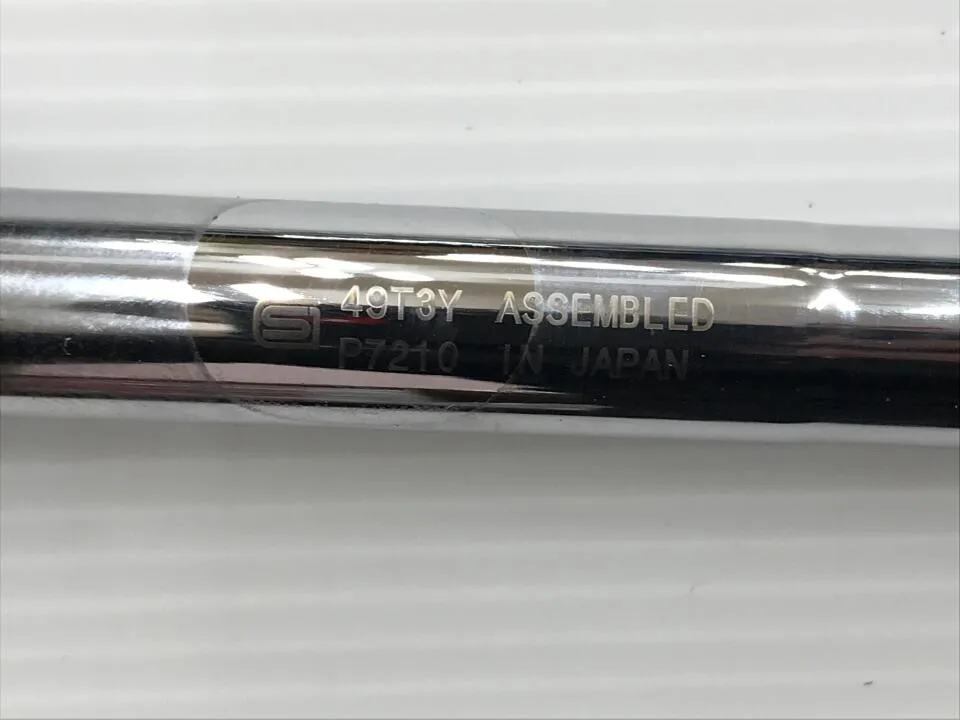 49T3Y ASSEMBLED
P7210 IN JAPAN